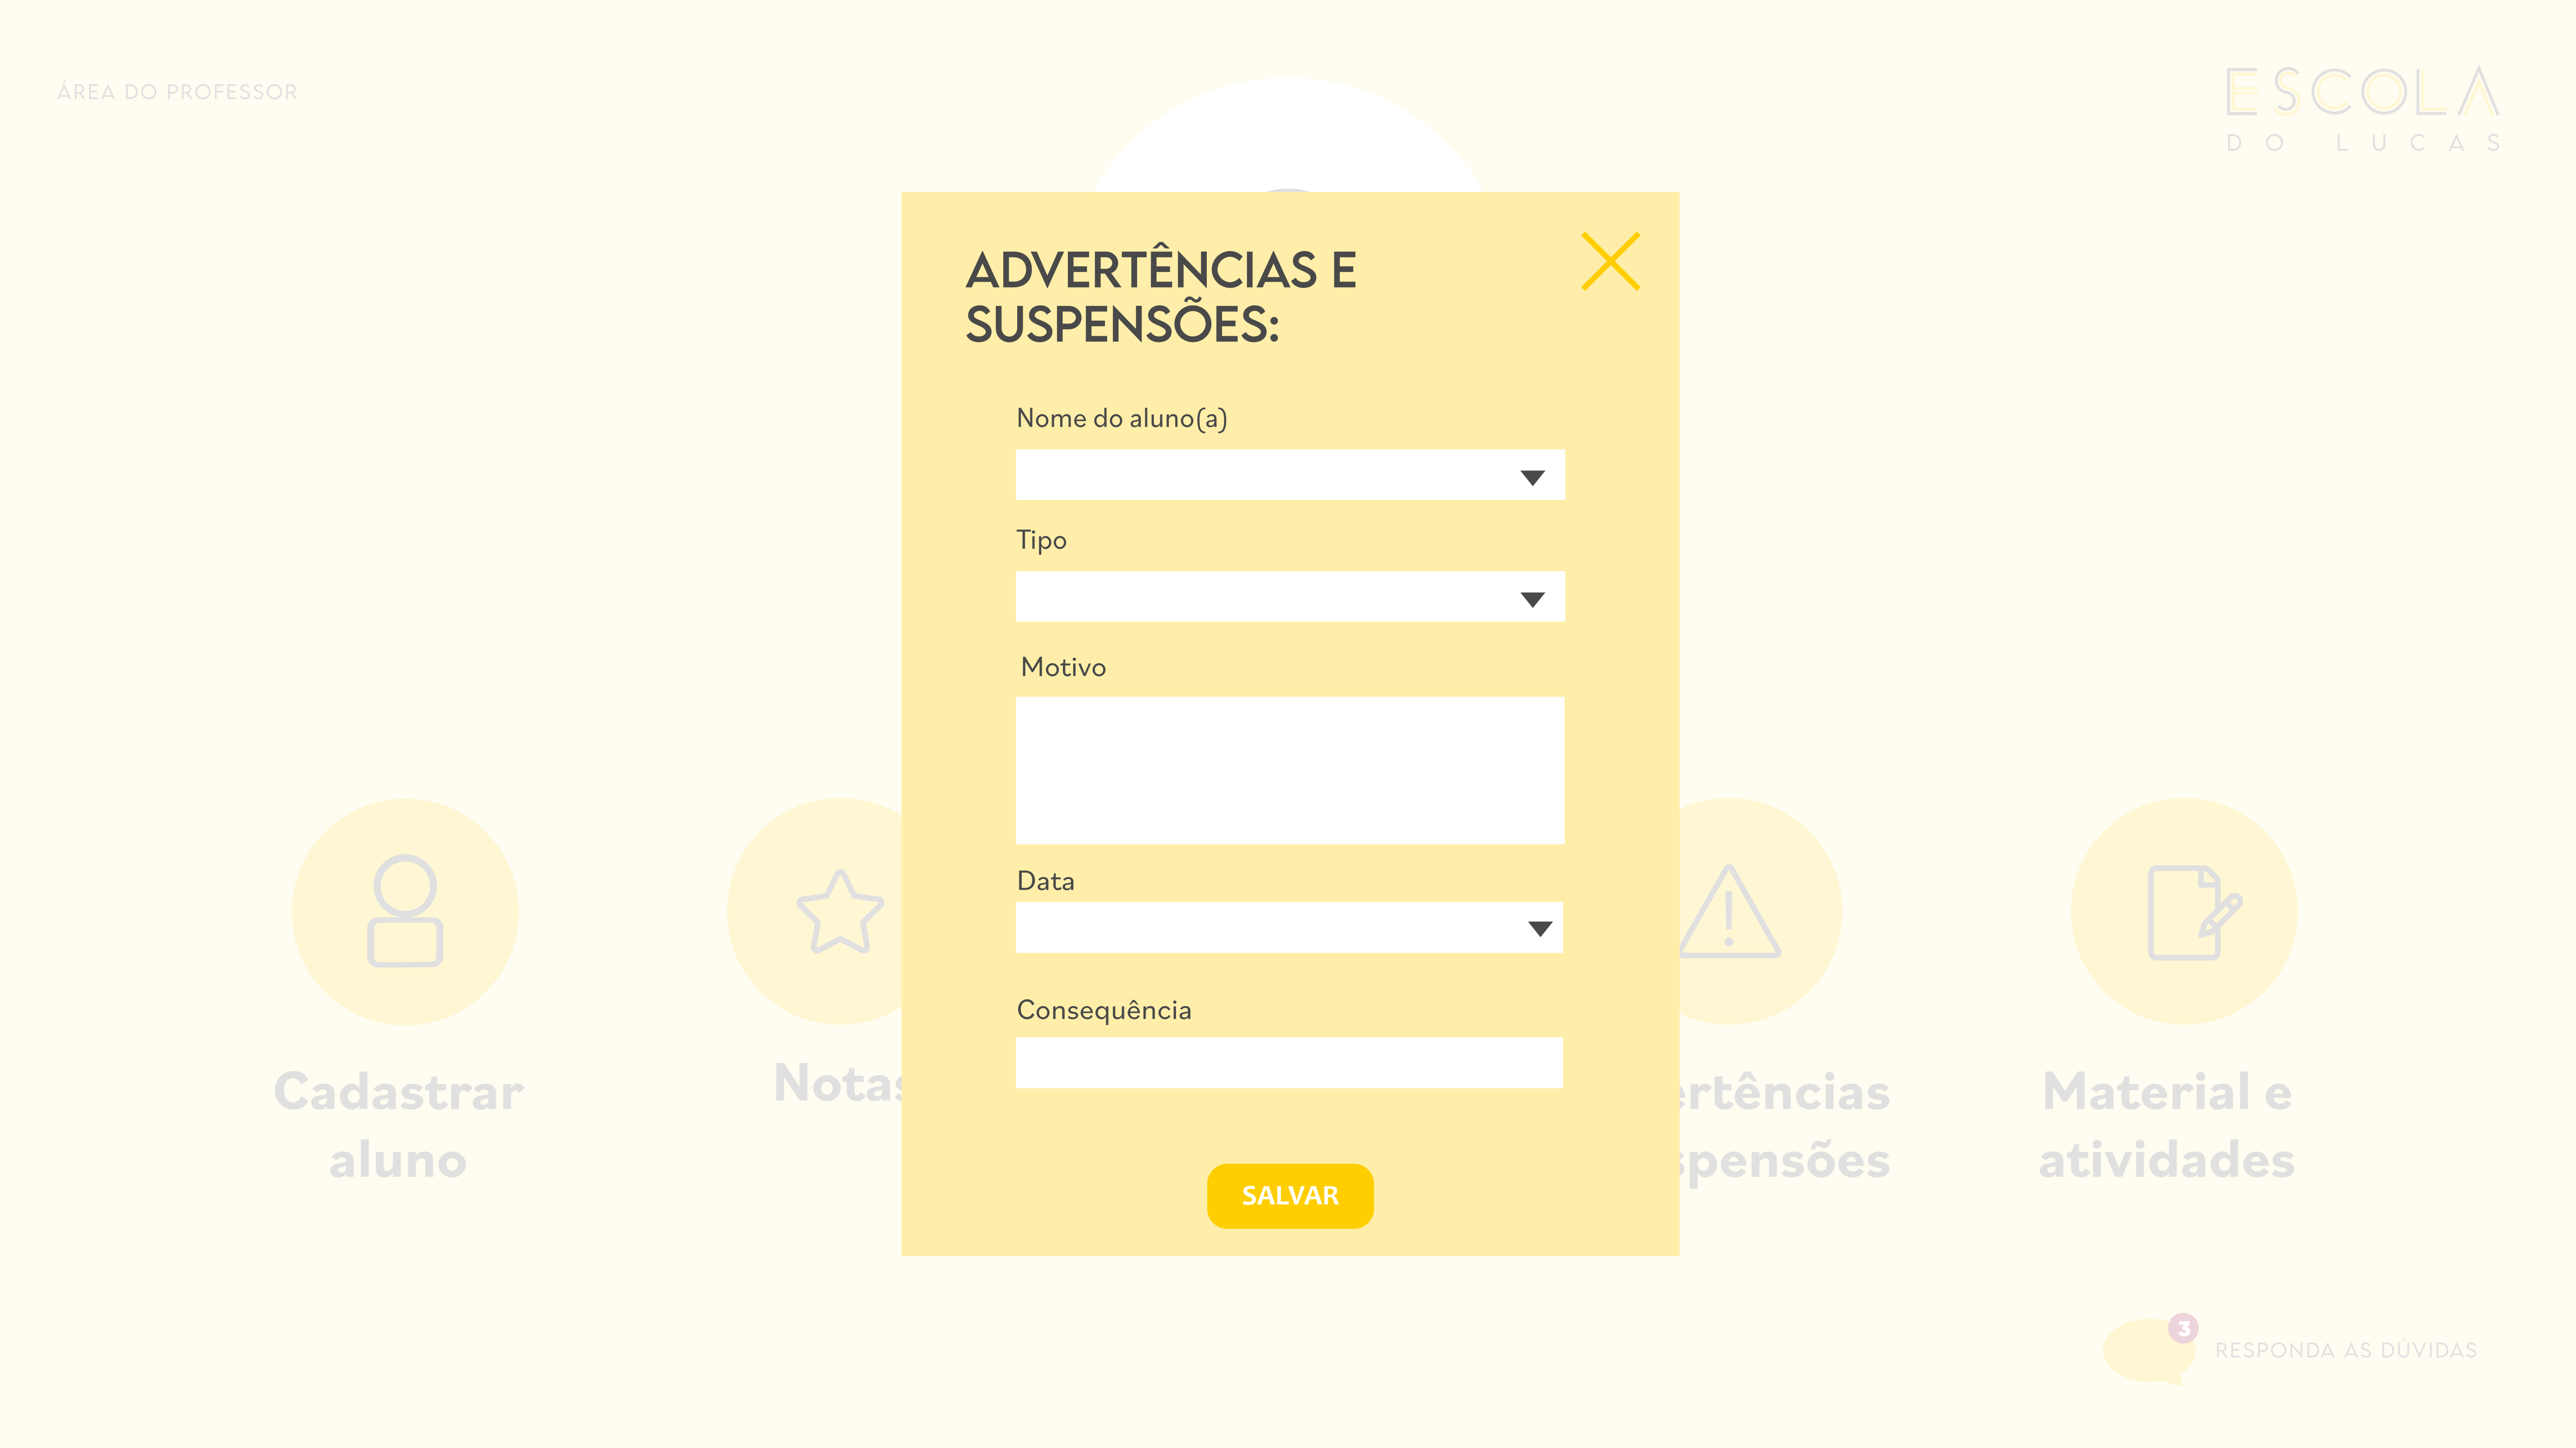 ÁREA DO PROFESSOR
ESCOLA
DO LUCAS
ADVERTÊNCIAS E
SUSPENSÕES:
Nome do aluno(a)
Tipo
Motivo
Data
Consequência
SALVAR
Cadastrar
aluno
Notas
ertências
spensões
Material e
atividades
3
RESPONDA AS DÚVIDAS